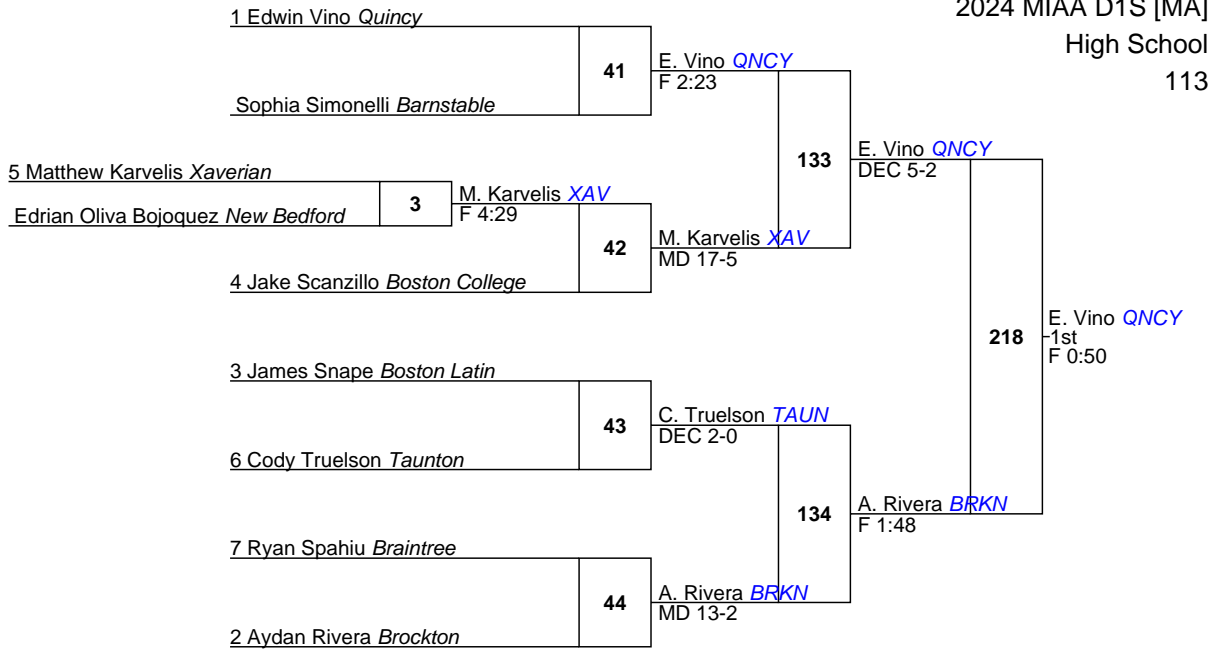 2024 MIAA D1S [MA]
High School
113
1 Edwin Vino Quincy
41
E. Vino QNCY
F 2:23
Sophia Simonelli Barnstable
133
E. Vino QNCY
DEC 5-2
5 Matthew Karvelis Xaverian
3
M. Karvelis XAV
F 4:29
Edrian Oliva Bojoquez New Bedford
42
M. Karvelis XAV
MD 17-5
4 Jake Scanzillo Boston College
218
E. Vino QNCY
1st
F 0:50
3 James Snape Boston Latin
43
C. Truelson TAUN
DEC 2-0
6 Cody Truelson Taunton
134
A. Rivera BRKN
F 1:48
7 Ryan Spahiu Braintree
44
A. Rivera BRKN
MD 13-2
2 Aydan Rivera Brockton